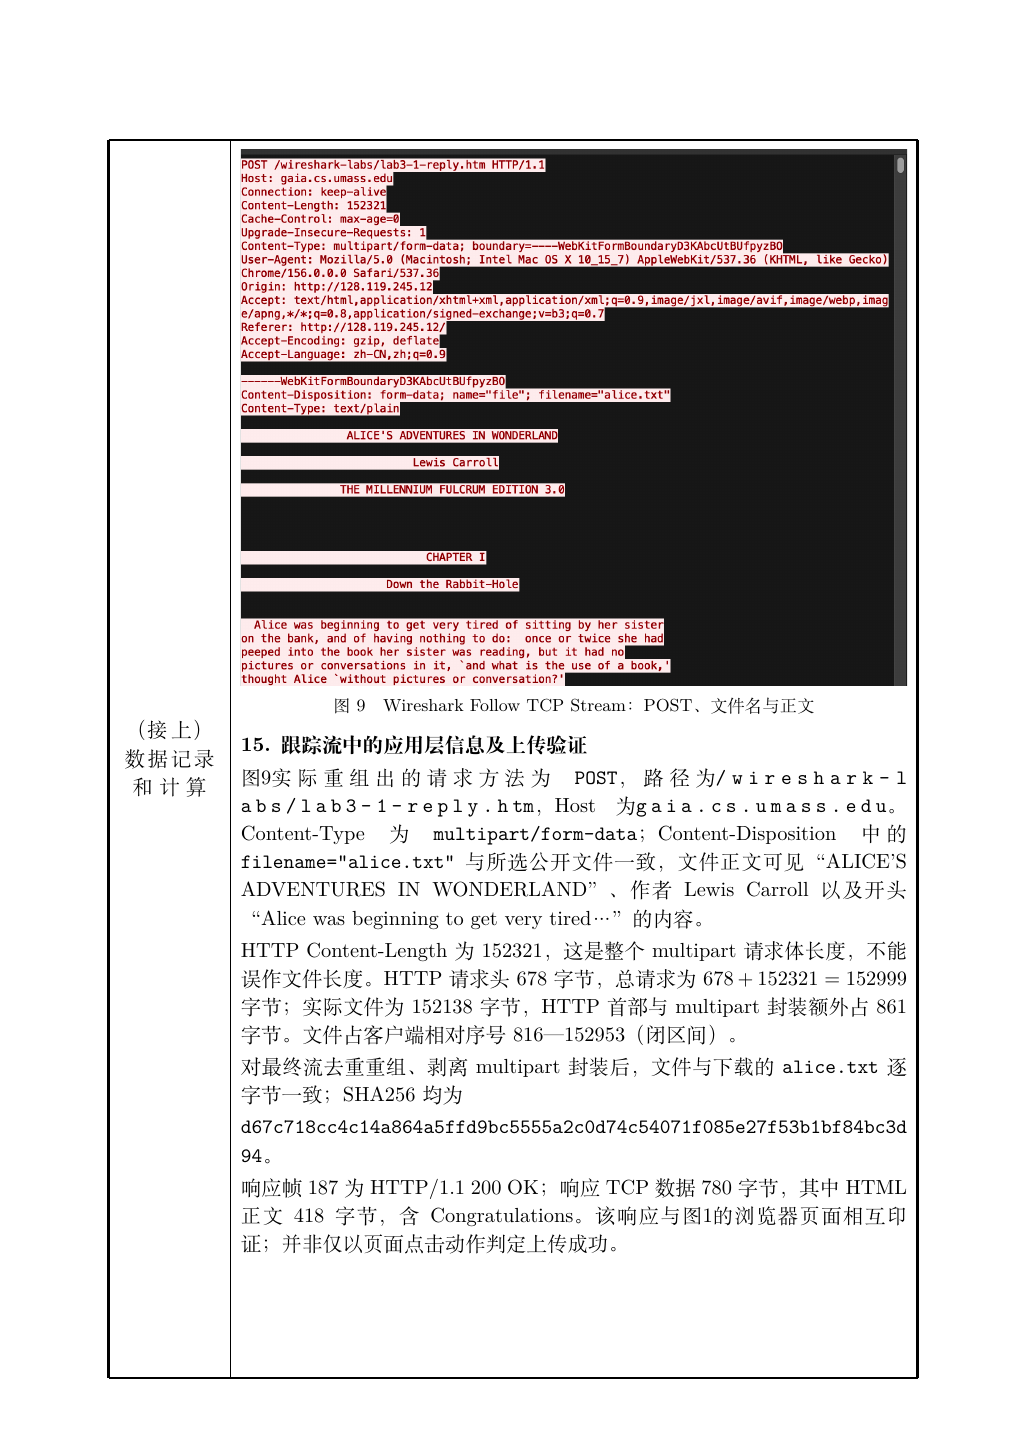 POST /wireshark-labs/lab3-1-reply.htm HTTP/1.1
Host: gaia.cs.umass.edu
Connection: keep-alive
Content-Length: 152321
Cache-Control: max-age=0
Upgrade-Insecure-Requests: 1
Content-Type: multipart/form-data; boundary=----WebKitFormBoundaryD3KAbcUtBUfpyzBO
User-Agent: Mozilla/5.0 (Macintosh; Intel Mac OS X 10_15_7) AppleWebKit/537.36 (KHTML, like Gecko)
Chrome/156.0.0.0 Safari/537.36
Origin: http://128.119.245.12
Accept: text/html,application/xhtml+xml,application/xml;q=0.9,image/jxl,image/avif,image/webp,imag
e/apng,*/*;q=0.8,application/signed-exchange;v=b3;q=0.7
Referer: http://128.119.245.12/
Accept-Encoding: gzip, deflate
Accept-Language: zh-CN,zh;q=0.9
------WebKitFormBoundaryD3KAbcUtBUfpyzBO
Content-Disposition: form-data; name="file"; filename="alice.txt"
Content-Type: text/plain
ALICE'S ADVENTURES IN WONDERLAND
Lewis Carroll
THE MILLENNIUM FULCRUM EDITION 3.0
CHAPTER I
Down the Rabbit-Hole
Alice was beginning to get very tired of sitting by her sister
on the bank, and of having nothing to do:  once or twice she had
peeped into the book her sister was reading, but it had no
pictures or conversations in it, `and what is the use of a book,'
thought Alice `without pictures or conversation?'
图 9 Wireshark Follow TCP Stream：POST、文件名与正文
（接上）
数据记录
和计算
15. 跟踪流中的应用层信息及上传验证
图9实际重组出的请求方法为 POST，路径为/wireshark-l
abs/lab3-1-reply.htm，Host 为gaia.cs.umass.edu。
Content-Type 为 multipart/form-data；Content-Disposition 中的
filename="alice.txt" 与所选公开文件一致，文件正文可见 “ALICE’S
ADVENTURES IN WONDERLAND” 、作者 Lewis Carroll 以及开头
“Alice was beginning to get very tired…” 的内容。
HTTP Content-Length 为 152321，这是整个 multipart 请求体长度，不能
误作文件长度。HTTP 请求头 678 字节，总请求为 678 + 152321 = 152999
字节；实际文件为 152138 字节，HTTP 首部与 multipart 封装额外占 861
字节。文件占客户端相对序号 816—152953（闭区间）。
对最终流去重重组、剥离 multipart 封装后，文件与下载的 alice.txt 逐
字节一致；SHA256 均为
d67c718cc4c14a864a5ffd9bc5555a2c0d74c54071f085e27f53b1bf84bc3d
94。
响应帧 187 为 HTTP/1.1 200 OK；响应 TCP 数据 780 字节，其中 HTML
正文 418 字节，含 Congratulations。该响应与图1的浏览器页面相互印
证；并非仅以页面点击动作判定上传成功。